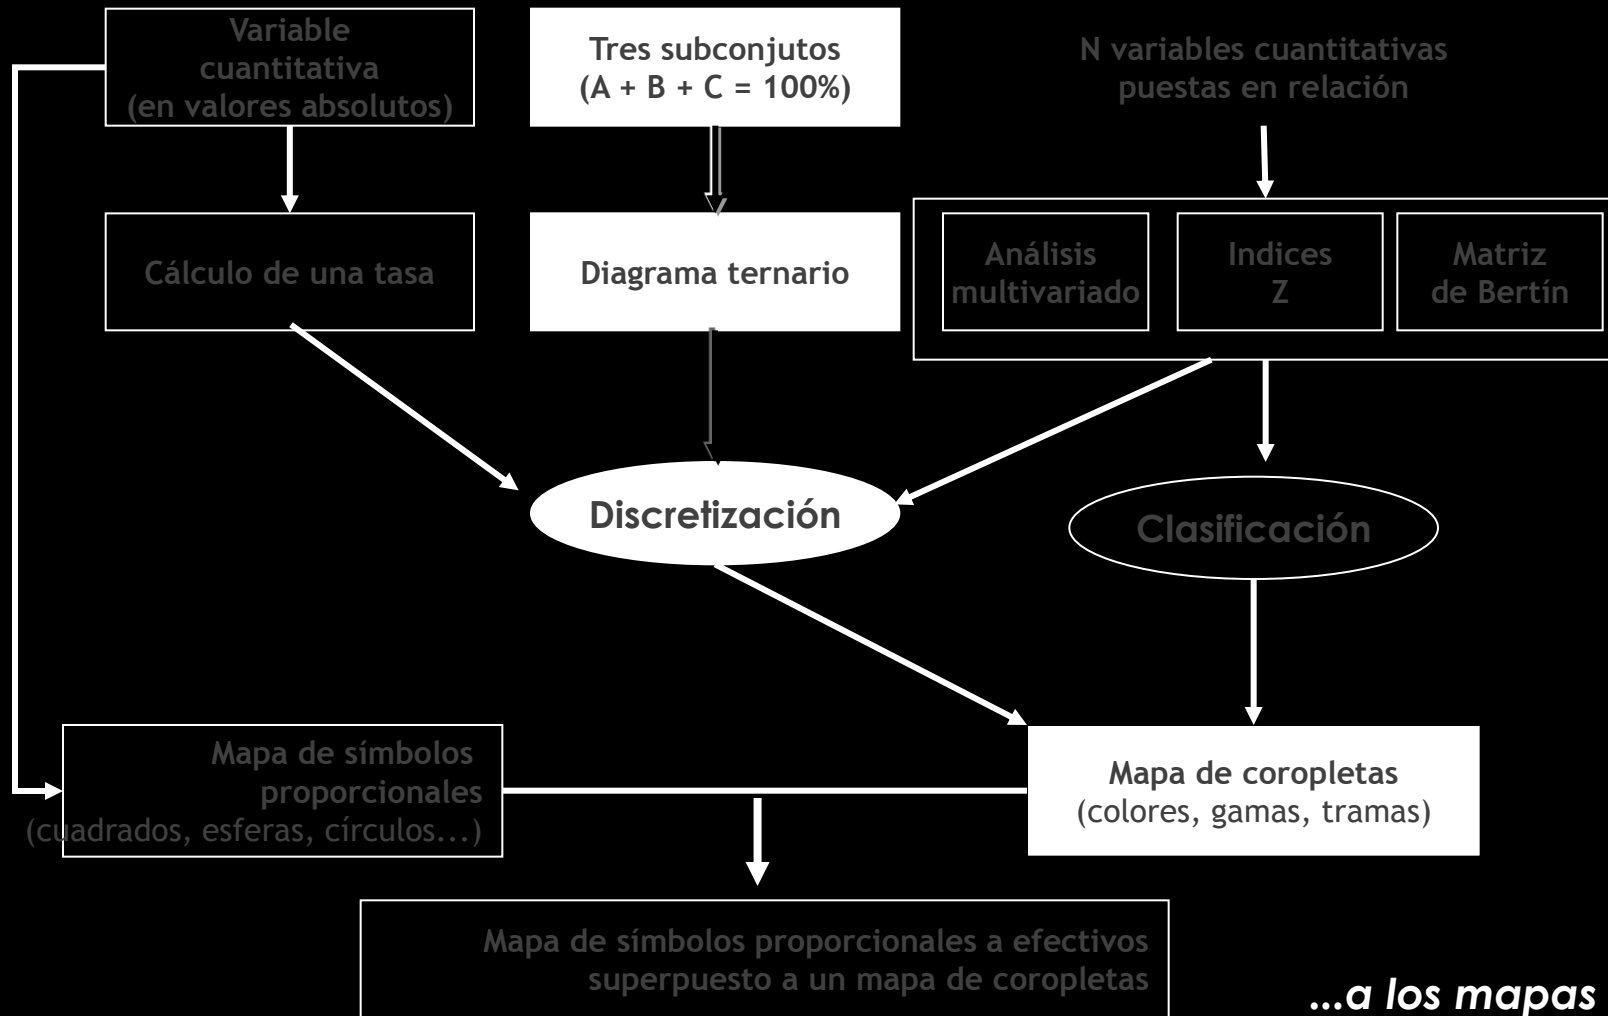 Variable
cuantitativa
(en valores absolutos)
Tres subconjutos
(A + B + C = 100%)
N variables cuantitativas
puestas en relación
Cálculo de una tasa
Diagrama ternario
Análisis
multivariado
Indices
Z
Matriz
de Bertín
Discretización
Clasificación
Mapa de símbolos
proporcionales
(cuadrados, esferas, círculos...)
Mapa de coropletas
(colores, gamas, tramas)
Mapa de símbolos proporcionales a efectivos
superpuesto a un mapa de coropletas
...a los mapas